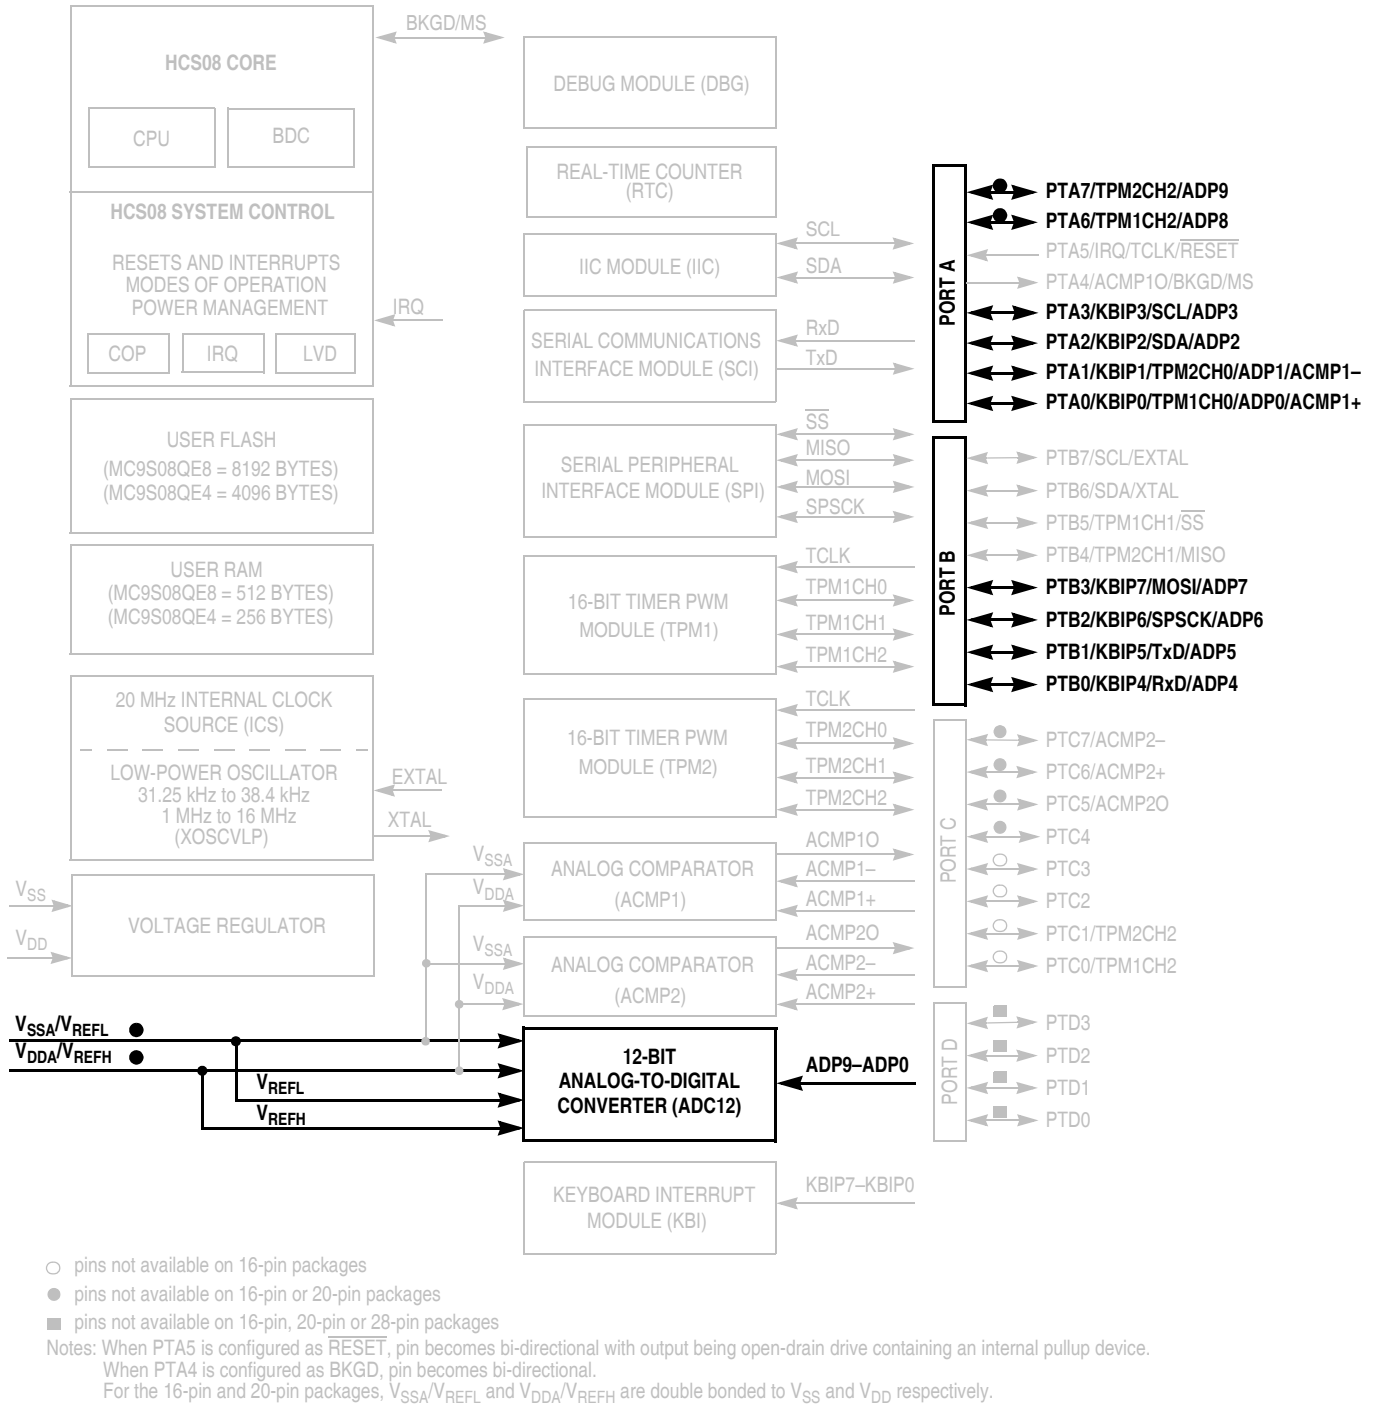 BKGD/MS
HCS08 CORE
CPU
BDC
HCS08 SYSTEM CONTROL
RESETS AND INTERRUPTS
MODES OF OPERATION
POWER MANAGEMENT
IRQ
COP
IRQ
LVD
USER FLASH
(MC9S08QE8 = 8192 BYTES)
(MC9S08QE4 = 4096 BYTES)
USER RAM
(MC9S08QE8 = 512 BYTES)
(MC9S08QE4 = 256 BYTES)
20 MHz INTERNAL CLOCK
SOURCE (ICS)
LOW-POWER OSCILLATOR
31.25 kHz to 38.4 kHz
1 MHz to 16 MHz
(XOSCVLP)
EXTAL
XTAL
VSS
VDD
VOLTAGE REGULATOR
VSSA/VREFL
VDDA/VREFH
VREFL
VREFH
DEBUG MODULE (DBG)
REAL-TIME COUNTER
(RTC)
IIC MODULE (IIC)
SCL
SDA
SERIAL COMMUNICATIONS
INTERFACE MODULE (SCI)
RxD
TxD
SERIAL PERIPHERAL
INTERFACE MODULE (SPI)
SS
MISO
MOSI
SPSCK
16-BIT TIMER PWM
MODULE (TPM1)
TCLK
TPM1CH0
TPM1CH1
TPM1CH2
16-BIT TIMER PWM
MODULE (TPM2)
TCLK
TPM2CH0
TPM2CH1
TPM2CH2
VSSA
VDDA
ANALOG COMPARATOR
(ACMP1)
ACMP1O
ACMP1–
ACMP1+
VSSA
VDDA
ANALOG COMPARATOR
(ACMP2)
ACMP2O
ACMP2–
ACMP2+
12-BIT
ANALOG-TO-DIGITAL
CONVERTER (ADC12)
ADP9–ADP0
KEYBOARD INTERRUPT
MODULE (KBI)
KBIP7–KBIP0
PORT A
PTA7/TPM2CH2/ADP9
PTA6/TPM1CH2/ADP8
PTA5/IRQ/TCLK/RESET
PTA4/ACMP1O/BKGD/MS
PTA3/KBIP3/SCL/ADP3
PTA2/KBIP2/SDA/ADP2
PTA1/KBIP1/TPM2CH0/ADP1/ACMP1–
PTA0/KBIP0/TPM1CH0/ADP0/ACMP1+
PORT B
PTB7/SCL/EXTAL
PTB6/SDA/XTAL
PTB5/TPM1CH1/SS
PTB4/TPM2CH1/MISO
PTB3/KBIP7/MOSI/ADP7
PTB2/KBIP6/SPSCK/ADP6
PTB1/KBIP5/TxD/ADP5
PTB0/KBIP4/RxD/ADP4
PORT C
PTC7/ACMP2–
PTC6/ACMP2+
PTC5/ACMP2O
PTC4
PTC3
PTC2
PTC1/TPM2CH2
PTC0/TPM1CH2
PORT D
PTD3
PTD2
PTD1
PTD0
pins not available on 16-pin packages
pins not available on 16-pin or 20-pin packages
pins not available on 16-pin, 20-pin or 28-pin packages
Notes: When PTA5 is configured as RESET, pin becomes bi-directional with output being open-drain drive containing an internal pullup device.
When PTA4 is configured as BKGD, pin becomes bi-directional.
For the 16-pin and 20-pin packages, VSSA/VREFL and VDDA/VREFH are double bonded to VSS and VDD respectively.